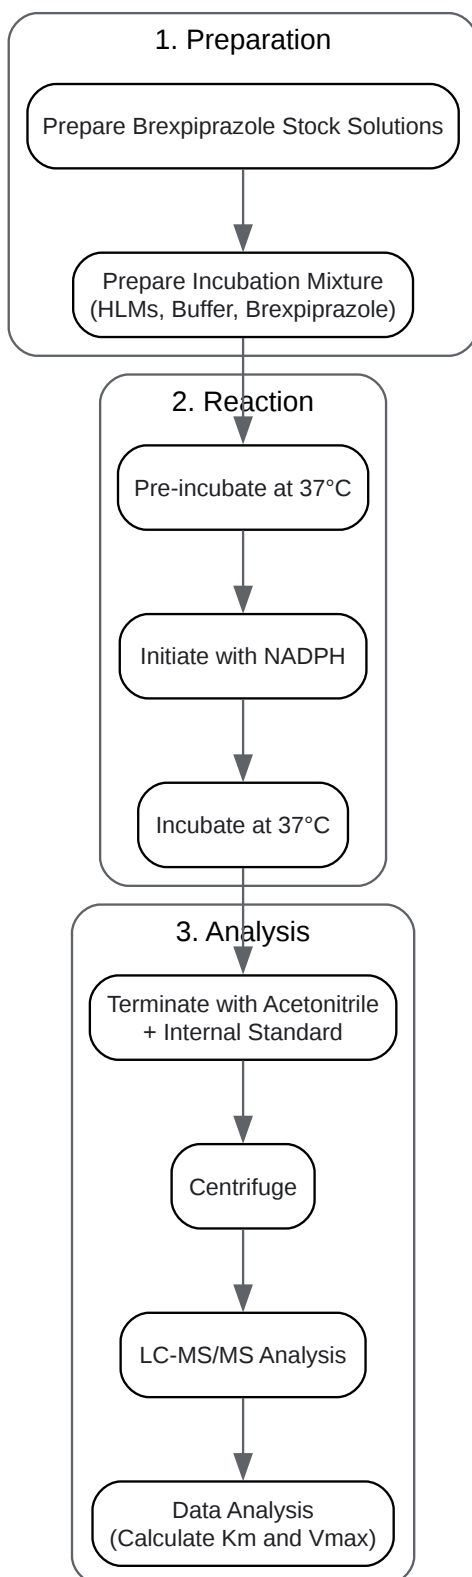 1. Preparation
Prepare Brexpiprazole Stock Solutions
Prepare Incubation Mixture
(HLMs, Buffer, Brexpiprazole)
2. Reaction
Pre-incubate at 37°C
Initiate with NADPH
Incubate at 37°C
3. Analysis
Terminate with Acetonitrile
+ Internal Standard
Centrifuge
LC-MS/MS Analysis
Data Analysis
(Calculate Km and Vmax)